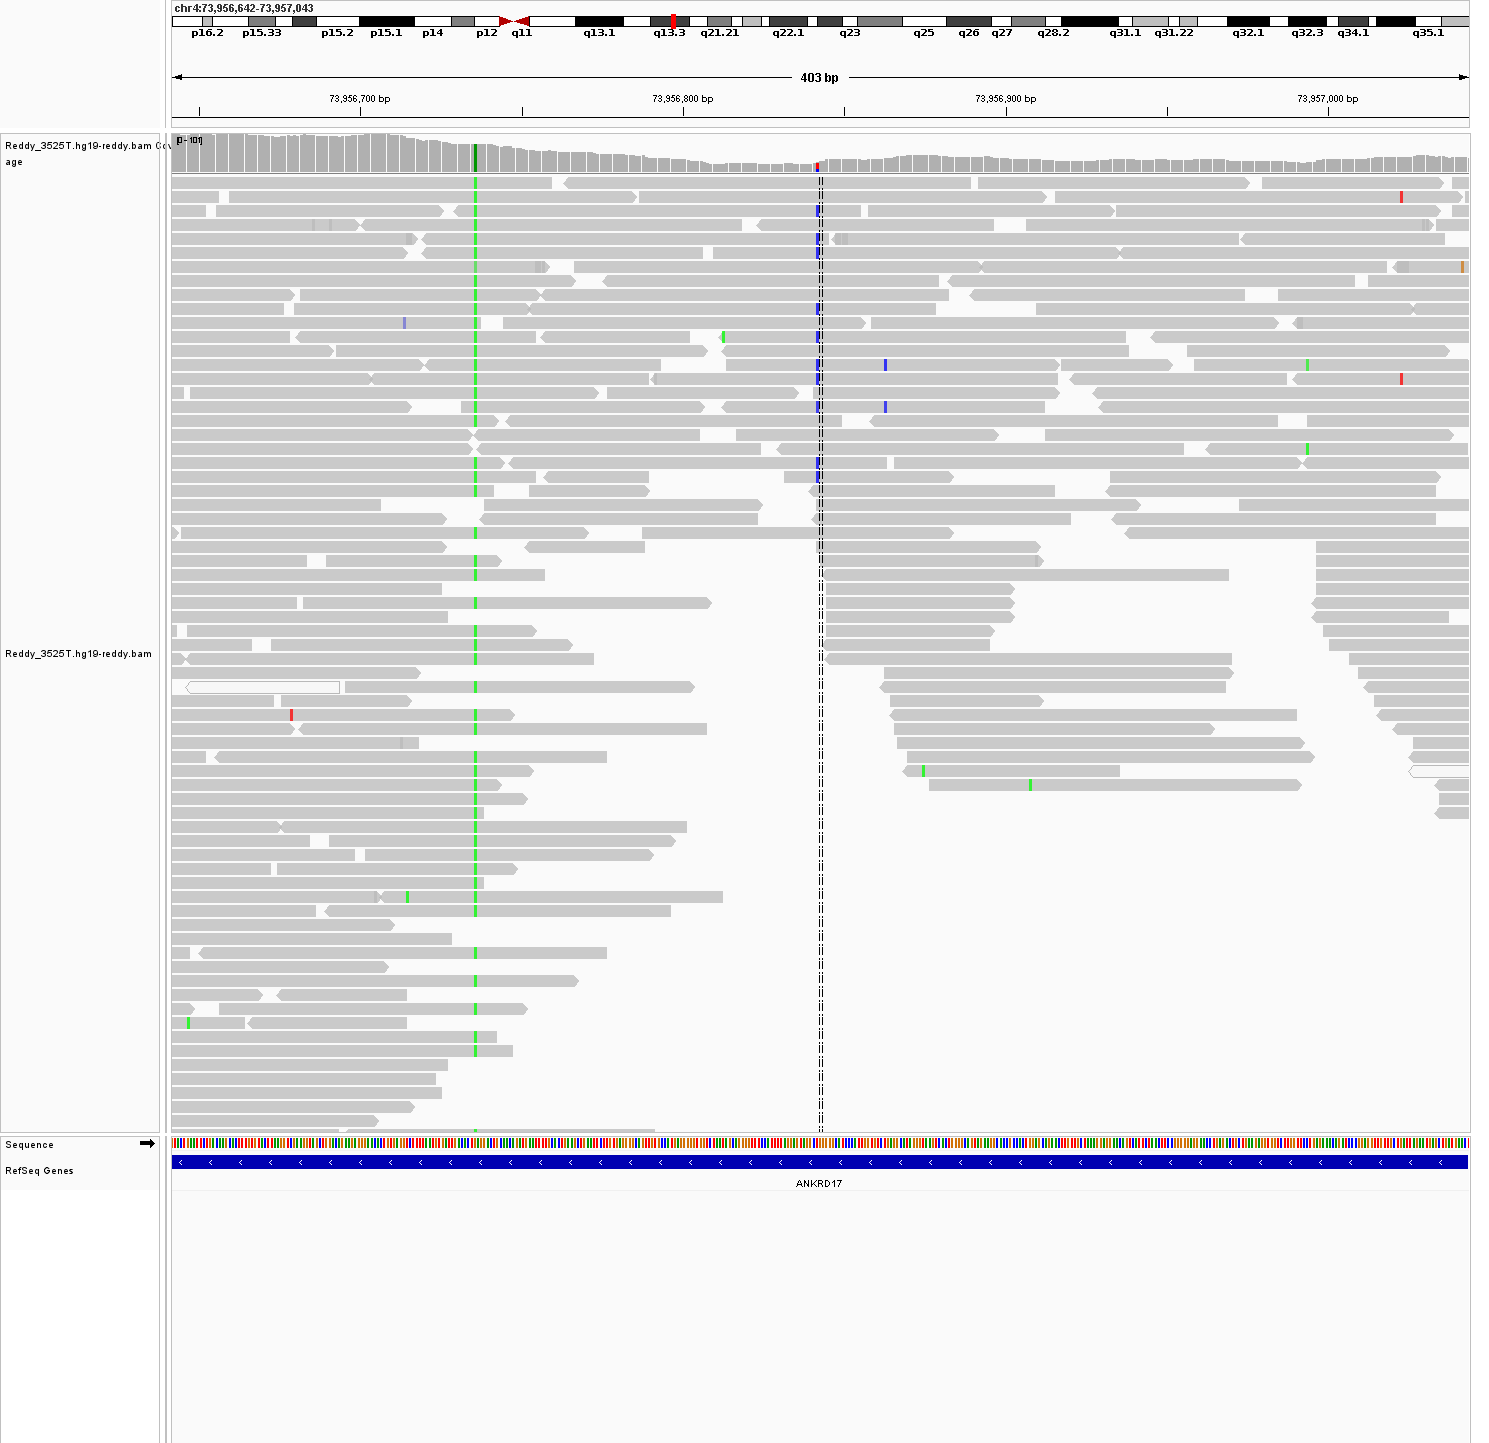 chr4:73,956,642-73,957,043
p16.2 p15.33 p15.2 p15.1 p14 p12 q11 q13.1 q13.3 q21.21 q22.1 q23 q25 q26 q27 q28.2 q31.1 q31.22 q32.1 q32.3 q34.1 q35.1
403 bp
73,956,700 bp 73,956,800 bp 73,956,900 bp 73,957,000 bp
[0 - 101]
Reddy_3525T.hg19-reddy.bam Cov
age
Reddy_3525T.hg19-reddy.bam
Sequence
RefSeq Genes
ANKRD17